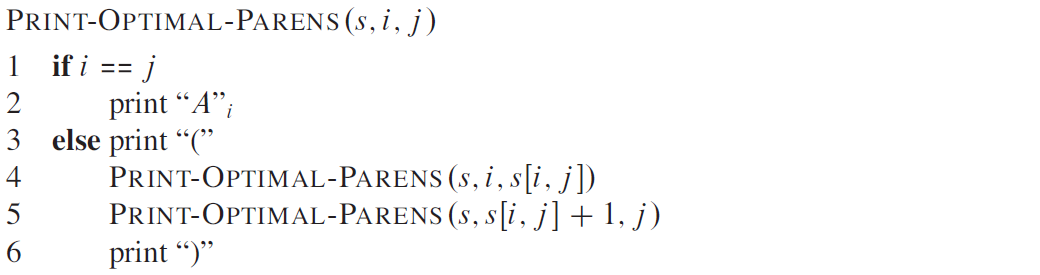 PRINT-OPTIMAL-PARENS(s, i, j)
1 if i == j
2 print “A”i
3 else print “(”
4 PRINT-OPTIMAL-PARENS(s, i, s[i, j])
5 PRINT-OPTIMAL-PARENS(s, s[i, j] + 1, j)
6 print “)”